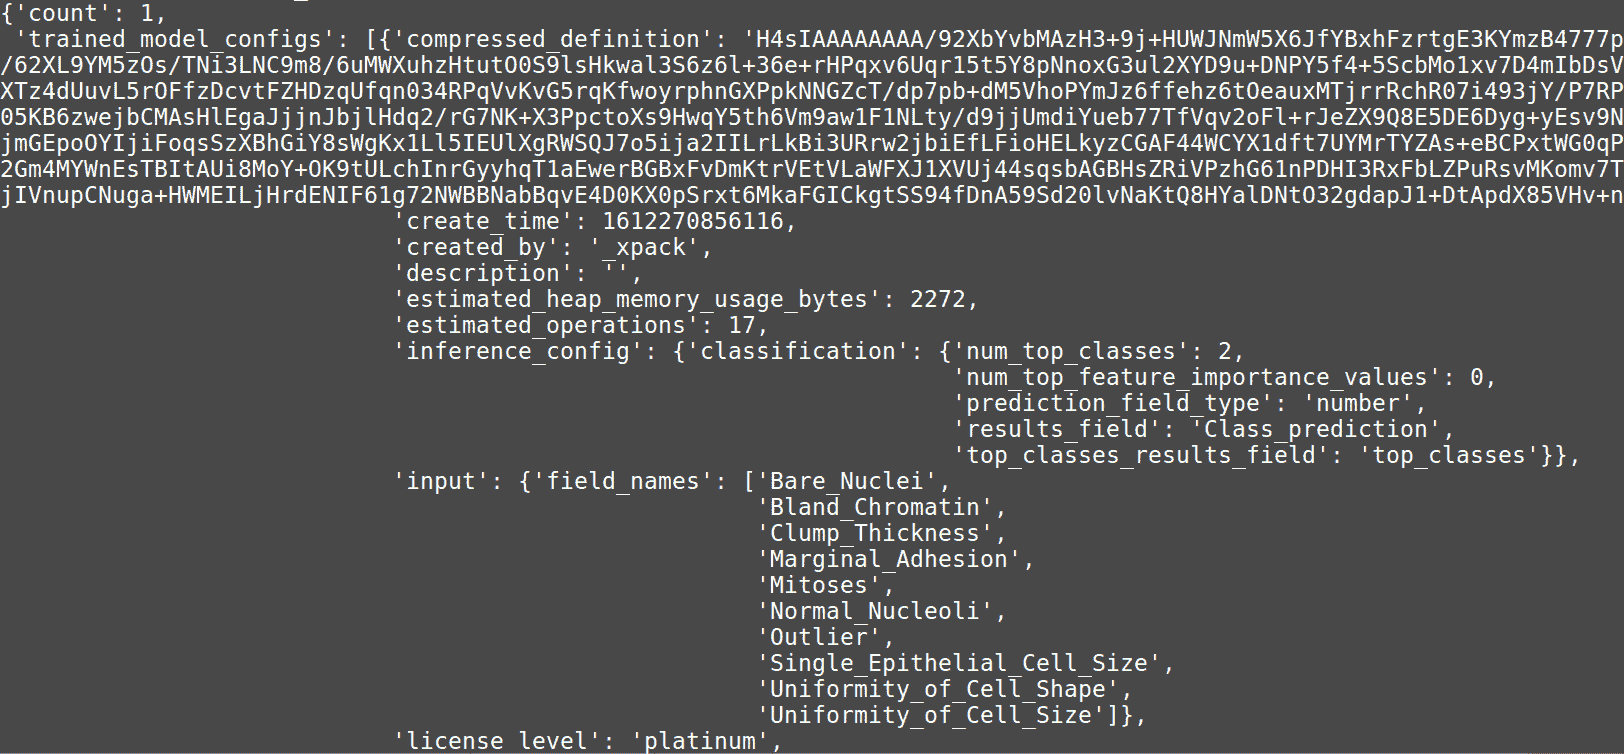 {'count': 1,
'trained_model_configs': [{'compressed_definition': 'H4sIAAAAAAAA/92XbYvbMAzH3+9j+HUWJNmW5X6JfYBxhFzrtgE3KYmzB4777p
/62XL9YM5zOs/TNi3LNC9m8/6uMWXuhzHtutO0S9lsHkwal3S6z6l+36e+rHPqxv6Uqr15t5Y8pNnoxG3ul2XYD9u+DNPY5f4+5ScbMo1xv7D4mIbDsV
XTz4dUuvL5rOFfzDcvtFZHDzqUfqn034RPqVvKvG5rqKfwoyrphnGXPpkNNGZcT/dp7pb+dM5VhoPYmJz6ffehz6tOeauxMTjrrRchR07i493jY/P7RP
05KB6zwejbCMAsHlEgaJjjnJbjlHdq2/rG7NK+X3PpctoXs9HwqY5th6Vm9aw1F1NLty/d9jjUmdiYueb77TfVqv2oFl+rJeZX9Q8E5DE6Dyg+yEsv9N
jmGEpoOYIjiFoqsSzXBhGiY8sWgKx1Ll5IEUlXgRWSQJ7o5ija2IILrLkBi3URrw2jbiEfLFioHELkyzCGAF44WCYX1dft7UYMrTYZAs+eBCPxtWG0qP
2Gm4MYWnEsTBItAUi8MoY+OK9tULchInrGyyhqT1aEwerBGBxFvDmKtrVEtVLaWFXJ1XVUj44sqsbAGBHsZRiVPzhG61nPDHI3RxFbLZPuRsvMKomv7T
jIVnupCNuga+HWMEILjHrdENIF61g72NWBBNabBqvE4D0KX0pSrxt6MkaFGICkgtSS94fDnA59Sd20lvNaKtQ8HYalDNtO32gdapJ1+DtApdX85VHv+n
'create_time': 1612270856116,
'created_by': '_xpack',
'description': '',
'estimated_heap_memory_usage_bytes': 2272,
'estimated_operations': 17,
'inference_config': {'classification': {'num_top_classes': 2,
'num_top_feature_importance_values': 0,
'prediction_field_type': 'number',
'results_field': 'Class_prediction',
'top_classes_results_field': 'top_classes'}},
'input': {'field_names': ['Bare_Nuclei',
'Bland_Chromatin',
'Clump_Thickness',
'Marginal_Adhesion',
'Mitoses',
'Normal_Nucleoli',
'Outlier',
'Single_Epithelial_Cell_Size',
'Uniformity_of_Cell_Shape',
'Uniformity_of_Cell_Size']},
'license_level': 'platinum',